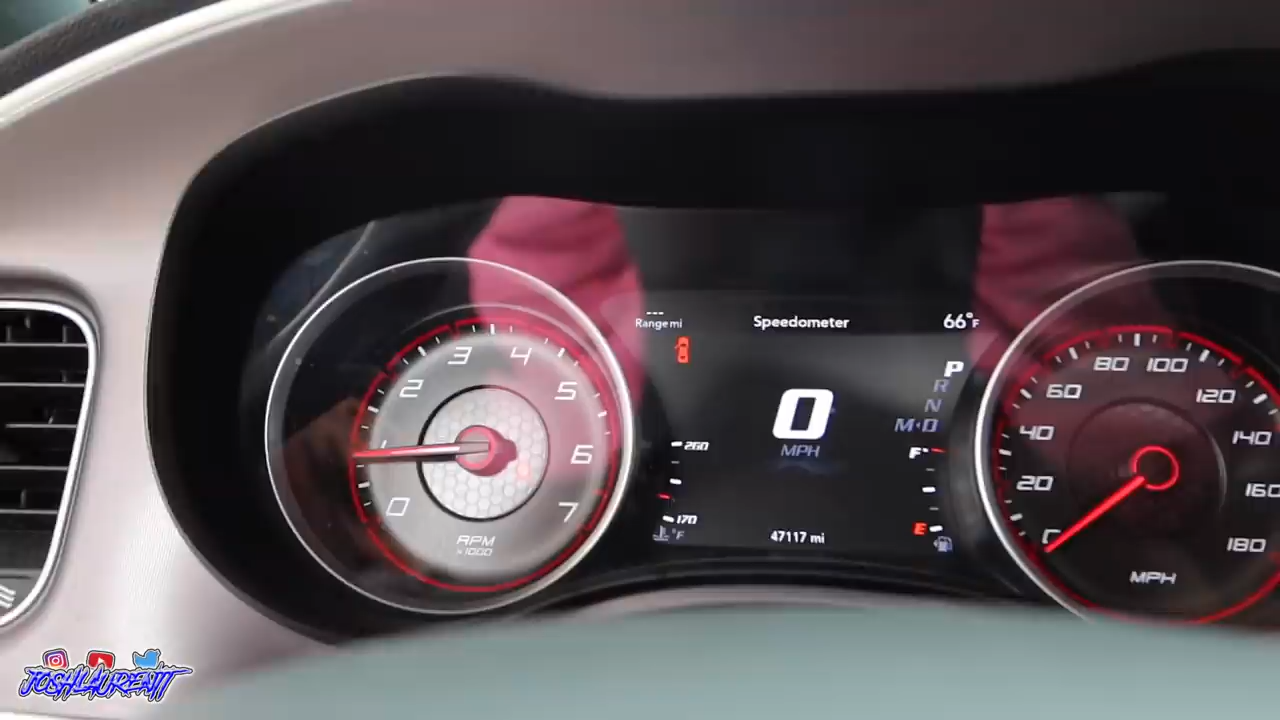 ---
Range mi
Speedometer
66°F
P
R
N
M◦D
0
MPH
260
170
°F
F
E
47117 mi
0
2
3
4
5
6
7
RPM
x1000
20
40
60
80
100
120
140
160
180
MPH
JOSHLAURENTT